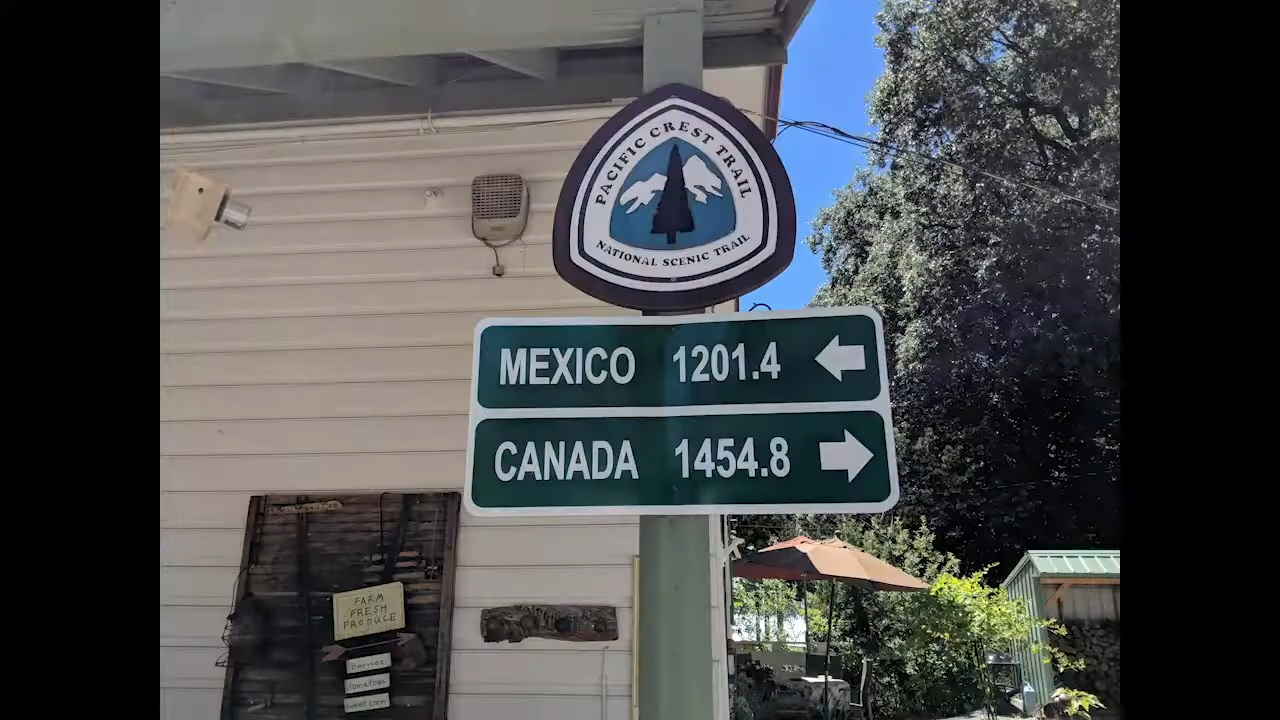 PACIFIC CREST TRAIL
NATIONAL SCENIC TRAIL
MEXICO 1201.4
CANADA 1454.8
FARM
FRESH
PRODUCE
berries
tomatoes
sweet corn